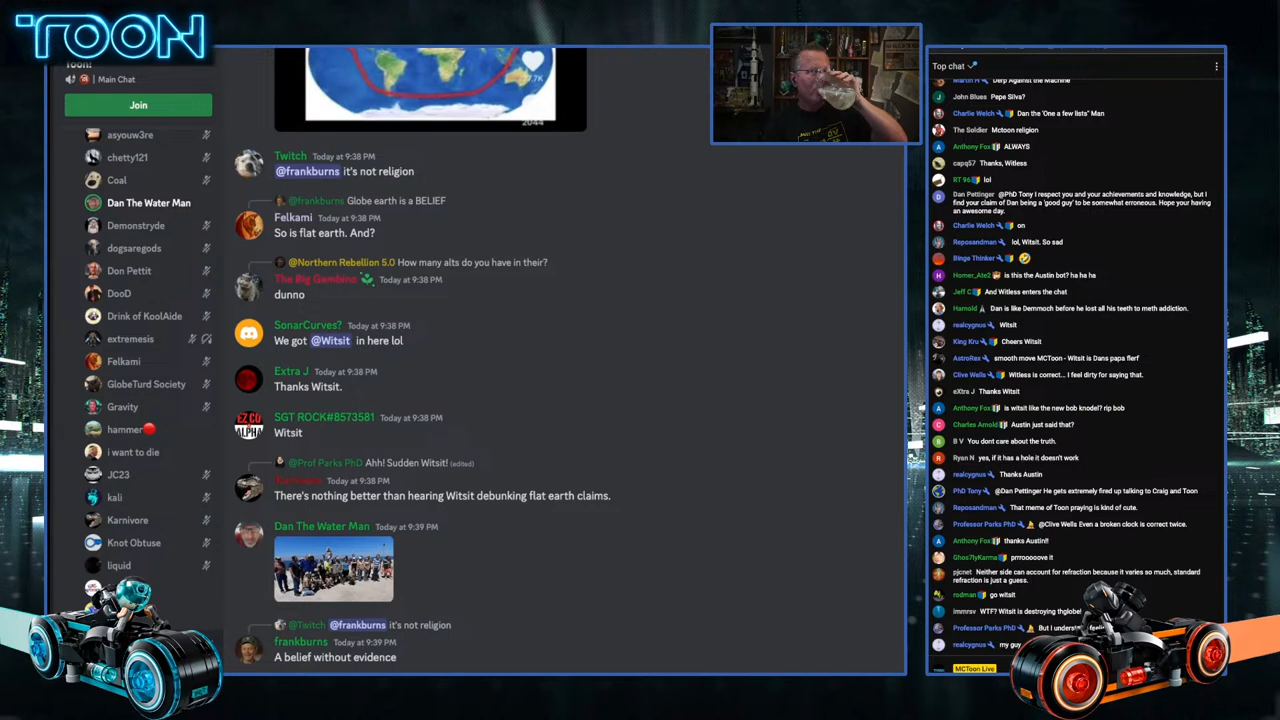 TOON
Toon!
Main Chat
Join
asyouw3re
chetty121
Coal
Dan The Water Man
Demonstryde
dogsaregods
Don Pettit
DooD
Drink of KoolAide
extremesis
Felkami
GlobeTurd Society
Gravity
hammer
i want to die
JC23
kali
Karnivore
Knot Obtuse
liquid
2044
Twitch Today at 9:38 PM
@frankburns it's not religion
@frankburns Globe earth is a BELIEF
Felkami Today at 9:38 PM
So is flat earth. And?
@Northern Rebellion 5.0 How many alts do you have in their?
The Big Gambino Today at 9:38 PM
dunno
SonarCurves? Today at 9:38 PM
We got @Witsit in here lol
Extra J Today at 9:38 PM
Thanks Witsit.
SGT ROCK#8573581 Today at 9:38 PM
Witsit
@Prof Parks PhD Ahh! Sudden Witsit! (edited)
Karnivore Today at 9:38 PM
There's nothing better than hearing Witsit debunking flat earth claims.
Dan The Water Man Today at 9:39 PM
@Twitch @frankburns it's not religion
frankburns Today at 9:39 PM
A belief without evidence
Top chat
Martin H Derp Against the Machine
John Blues Pepe Silva?
Charlie Welch Dan the 'One a few lists" Man
The Soldier Mctoon religion
Anthony Fox ALWAYS
capq57 Thanks, Witless
RT 96 lol
Dan Pettinger @PhD Tony I respect you and your achievements and knowledge, but I
find your claim of Dan being a 'good guy' to be somewhat erroneous. Hope your having
an awesome day.
Charlie Welch on
Reposandman lol, Witsit. So sad
Binge Thinker
Homer_Ate2 is this the Austin bot? ha ha ha
Jeff C And Witless enters the chat
Harnold Dan is like Demmoch before he lost all his teeth to meth addiction.
realcygnus Witsit
King Kru Cheers Witsit
AstroRax smooth move MCToon - Witsit is Dans papa flerf
Clive Wells Witless is correct... I feel dirty for saying that.
eXtra J Thanks Witsit
Anthony Fox is witsit like the new bob knodel? rip bob
Charles Arnold Austin just said that?
B V You dont care about the truth.
Ryan N yes, if it has a hole it doesn't work
realcygnus Thanks Austin
PhD Tony @Dan Pettinger He gets extremely fired up talking to Craig and Toon
Reposandman That meme of Toon praying is kind of cute.
Professor Parks PhD @Clive Wells Even a broken clock is correct twice.
Anthony Fox thanks Austin!!
Ghos7lyKarma prrrooooove it
pjcnet Neither side can account for refraction because it varies so much, standard
refraction is just a guess.
rodman go witsit
immrsv WTF? Witsit is destroying thglobe!
Professor Parks PhD But I underst
realcygnus my guy
MCToon Live